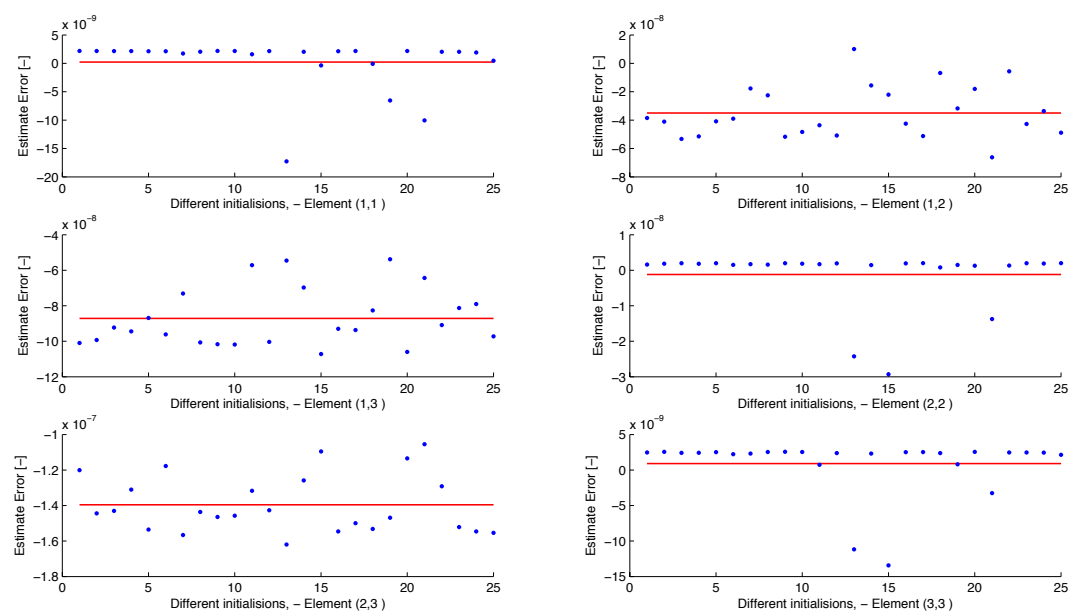 x 10⁻⁹
5
0
−5
−10
−15
−20
Estimate Error [−]
0 5 10 15 20 25
Different initialisions, − Element (1,1 )
x 10⁻⁸
2
0
−2
−4
−6
−8
Estimate Error [−]
0 5 10 15 20 25
Different initialisions, − Element (1,2 )
x 10⁻⁸
−4
−6
−8
−10
−12
Estimate Error [−]
0 5 10 15 20 25
Different initialisions, − Element (1,3 )
x 10⁻⁸
1
0
−1
−2
−3
Estimate Error [−]
0 5 10 15 20 25
Different initialisions, − Element (2,2 )
x 10⁻⁷
−1
−1.2
−1.4
−1.6
−1.8
Estimate Error [−]
0 5 10 15 20 25
Different initialisions, − Element (2,3 )
x 10⁻⁹
5
0
−5
−10
−15
Estimate Error [−]
0 5 10 15 20 25
Different initialisions, − Element (3,3 )